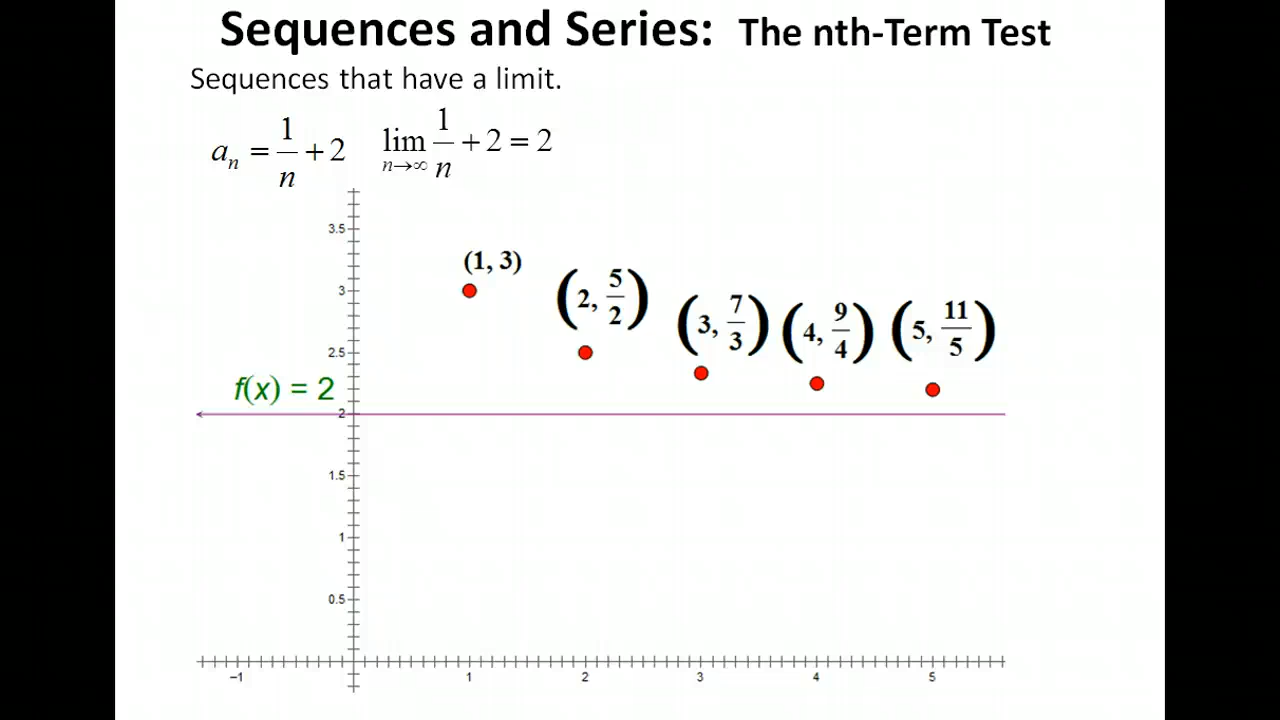 Sequences and Series: The nth-Term Test
Sequences that have a limit.
aₙ = 1/n + 2 lim n→∞ 1/n + 2 = 2
3.5
(1, 3)
3
(2, 5/2)
(3, 7/3)
(4, 9/4)
(5, 11/5)
2.5
f(x) = 2
2
1.5
1
0.5
−1 1 2 3 4 5